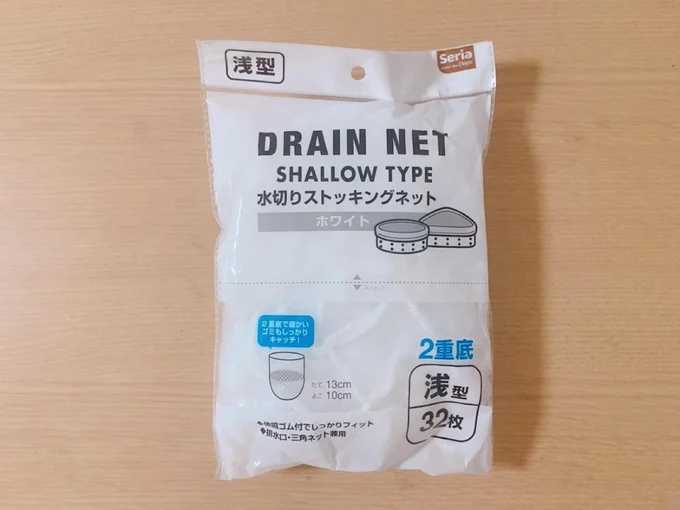 浅型
Seria
DRAIN NET
SHALLOW TYPE
水切りストッキングネット
ホワイト
2重底で細かい
ゴミもしっかり
キャッチ!
たて 13cm
よこ 10cm
2重底
浅型
32枚
ゴム付でしっかりフィット
◆排水口・三角ネット兼用